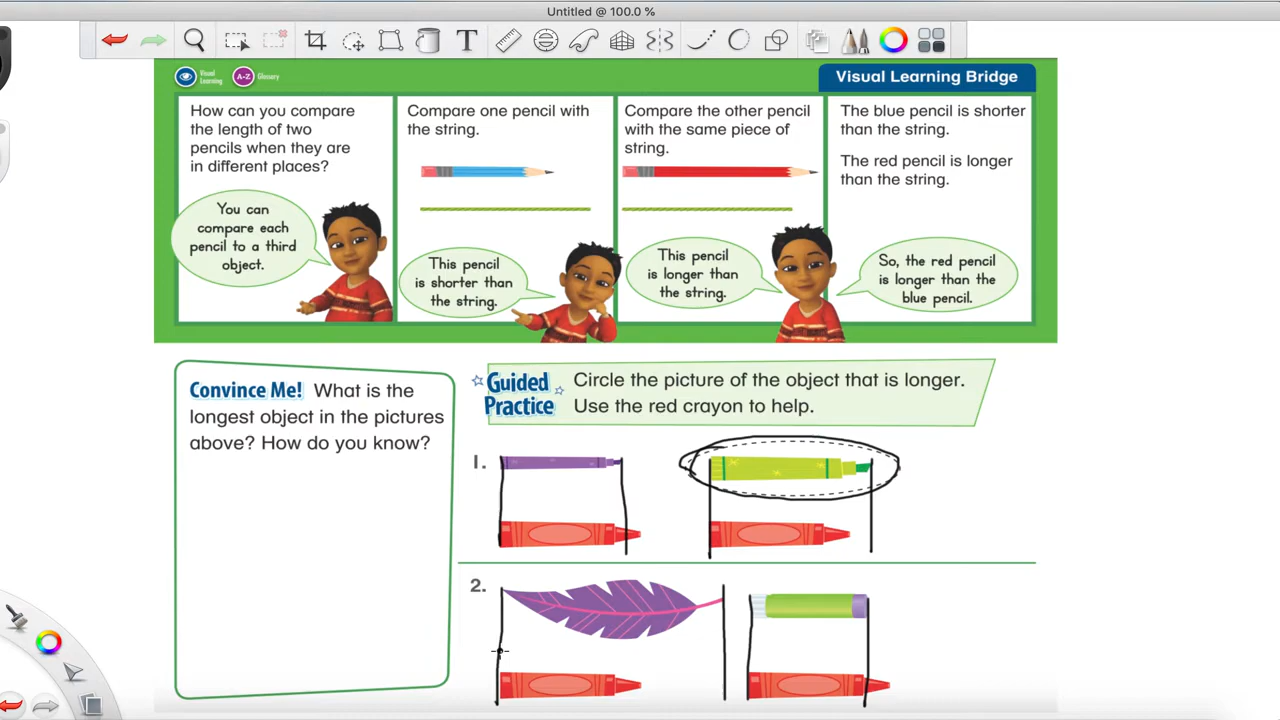 Untitled @ 100.0 %
Visual
Learning
A-Z
Glossary
Visual Learning Bridge
How can you compare
the length of two
pencils when they are
in different places?
You can
compare each
pencil to a third
object.
Compare one pencil with
the string.
This pencil
is shorter than
the string.
Compare the other pencil
with the same piece of
string.
This pencil
is longer than
the string.
The blue pencil is shorter
than the string.
The red pencil is longer
than the string.
So, the red pencil
is longer than the
blue pencil.
Convince Me! What is the
longest object in the pictures
above? How do you know?
Guided
Practice
Circle the picture of the object that is longer.
Use the red crayon to help.
1.
2.